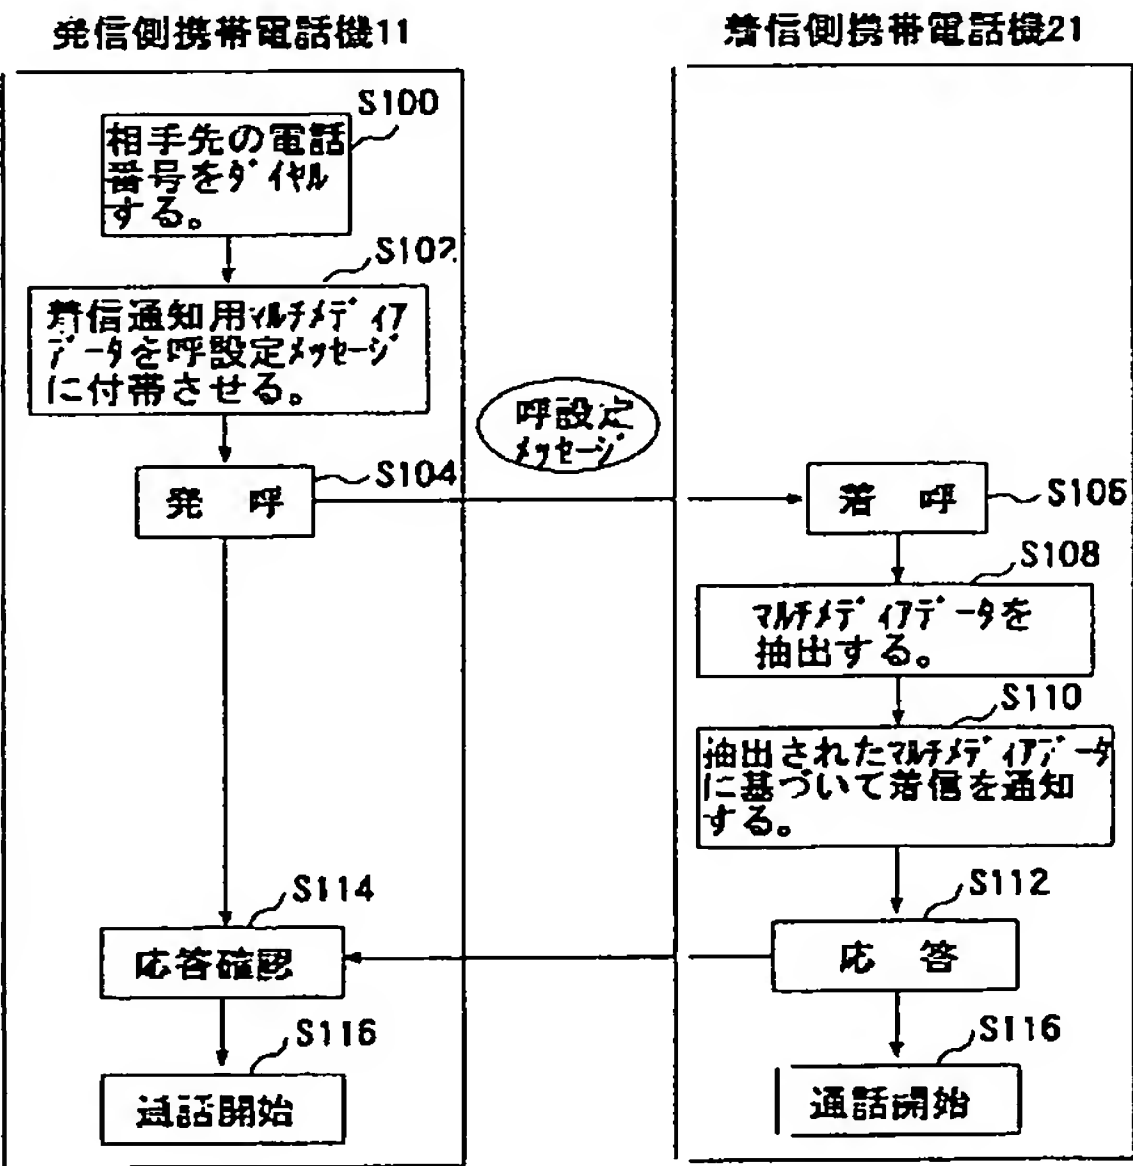 発信側携帯電話機11
S100
相手先の電話
番号をダイヤル
する。
S102
着信通知用マルチメディア
データを呼設定メッセージ
に付帯させる。
S104
発 呼
S114
応答確認
S116
通話開始
呼設定
メッセージ
着信側携帯電話機21
S106
着 呼
S108
マルチメディアデータを
抽出する。
S110
抽出されたマルチメディアデータ
に基づいて着信を通知
する。
S112
応 答
S116
通話開始